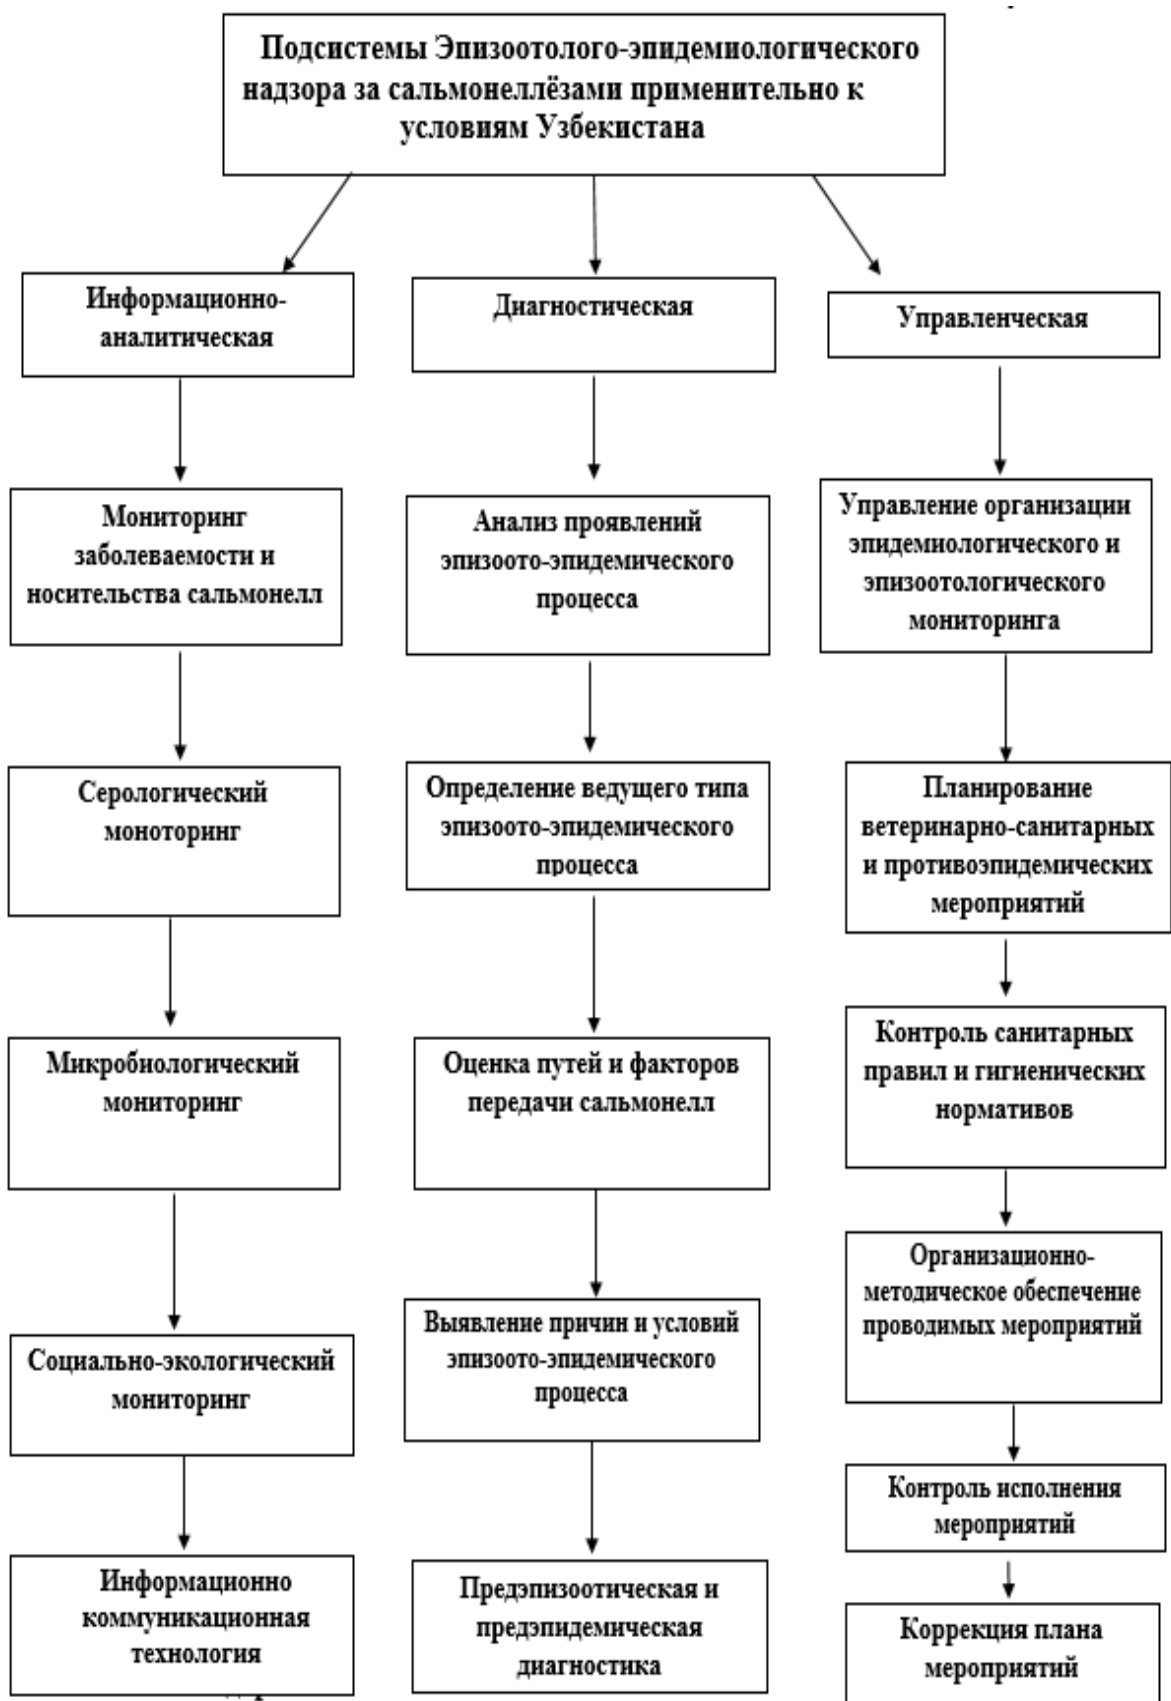 Подсистемы Эпизоотолого-эпидемиологического
надзора за сальмонеллёзами применительно к
условиям Узбекистана
Информационно-
аналитическая
Мониторинг
заболеваемости и
носительства сальмонелл
Серологический
моноторинг
Микробиологический
мониторинг
Социально-экологический
мониторинг
Информационно
коммуникационная
технология
Диагностическая
Анализ проявлений
эпизоото-эпидемического
процесса
Определение ведущего типа
эпизоото-эпидемического
процесса
Оценка путей и факторов
передачи сальмонелл
Выявление причин и условий
эпизоото-эпидемического
процесса
Предэпизоотическая и
предэпидемическая
диагностика
Управленческая
Управление организации
эпидемиологического и
эпизоотологического
мониторинга
Планирование
ветеринарно-санитарных
и противоэпидемических
мероприятий
Контроль санитарных
правил и гигиенических
нормативов
Организационно-
методическое обеспечение
проводимых мероприятий
Контроль исполнения
мероприятий
Коррекция плана
мероприятий